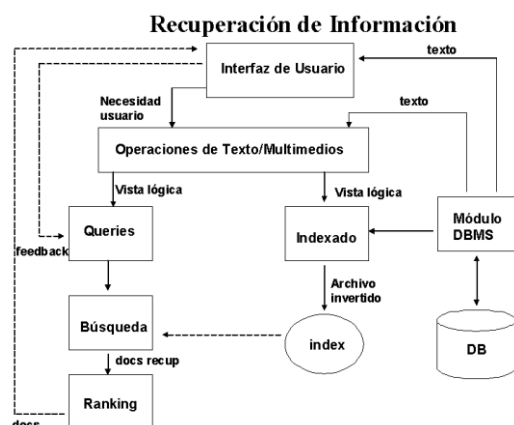 Recuperación de Información
texto
Interfaz de Usuario
Necesidad
usuario
texto
Operaciones de Texto/Multimedios
Vista lógica
Vista lógica
Queries
Indexado
Módulo
DBMS
feedback
Archivo
invertido
Búsqueda
index
DB
docs recup
Ranking
docs